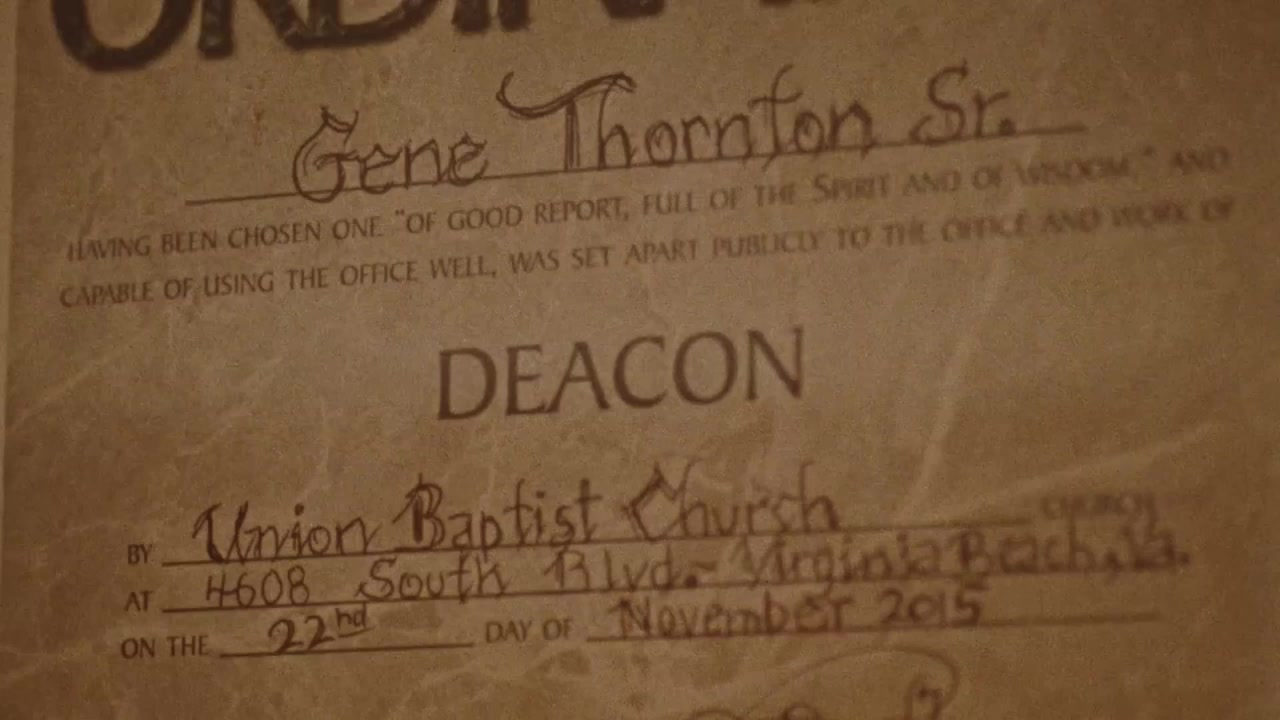 Gene Thornton Sr.
HAVING BEEN CHOSEN ONE "OF GOOD REPORT, FULL OF THE SPIRIT AND OF WISDOM," AND
CAPABLE OF USING THE OFFICE WELL, WAS SET APART PUBLICLY TO THE OFFICE AND WORK OF
DEACON
BY Union Baptist Church CHURCH
AT 4608 South Blvd. Virginia Beach, Va.
ON THE 22nd DAY OF November 2015